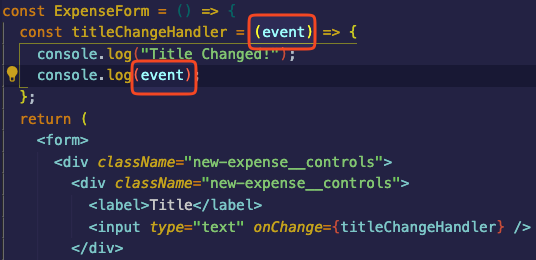 const ExpenseForm = () => {
const titleChangeHandler = (event) => {
console.log("Title Changed!");
console.log(event);
};
return (
<form>
<div className="new-expense__controls">
<div className="new-expense__controls">
<label>Title</label>
<input type="text" onChange={titleChangeHandler} />
</div>